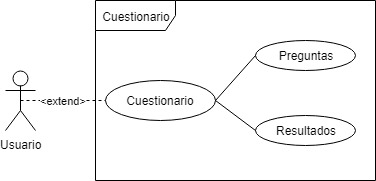 Cuestionario
Preguntas
<extend>
Cuestionario
Resultados
Usuario